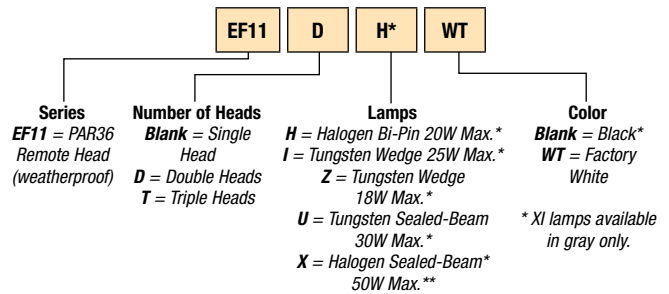 EF11 D H* WT
Series
EF11 = PAR36
Remote Head
(weatherproof)
Number of Heads
Blank = Single
Head
D = Double Heads
T = Triple Heads
Lamps
H = Halogen Bi-Pin 20W Max.*
I = Tungsten Wedge 25W Max.*
Z = Tungsten Wedge
18W Max.*
U = Tungsten Sealed-Beam
30W Max.*
X = Halogen Sealed-Beam*
50W Max.**
Color
Blank = Black*
WT = Factory
White
* XI lamps available
in gray only.